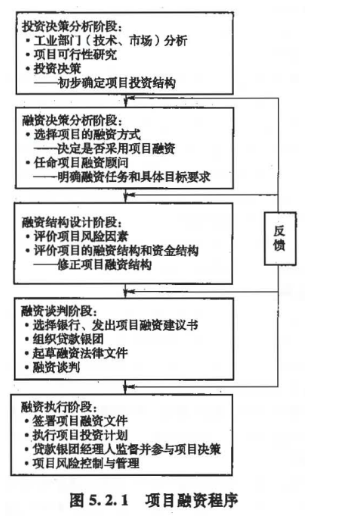 投资决策分析阶段：
·工业部门（技术、市场）分析
·项目可行性研究
·投资决策
——初步确定项目投资结构
融资决策分析阶段：
·选择项目的融资方式
——决定是否采用项目融资
·任命项目融资顾问
——明确融资任务和具体目标要求
融资结构设计阶段：
·评价项目风险因素
·评价项目的融资结构和资金结构
——修正项目融资结构
反馈
融资谈判阶段：
·选择银行、发出项目融资建议书
·组织贷款银团
·起草融资法律文件
·融资谈判
融资执行阶段：
·签署项目融资文件
·执行项目投资计划
·贷款银团经理人监督并参与项目决策
·项目风险控制与管理
图 5.2.1 项目融资程序